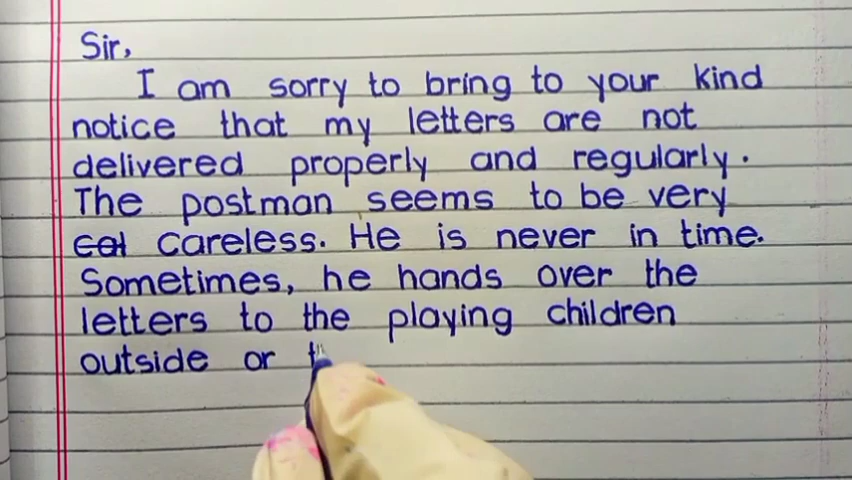 Sir,
I am sorry to bring to your kind
notice that my letters are not
delivered properly and regularly.
The postman seems to be very
careless. He is never in time.
Sometimes, he hands over the
letters to the playing children
outside or